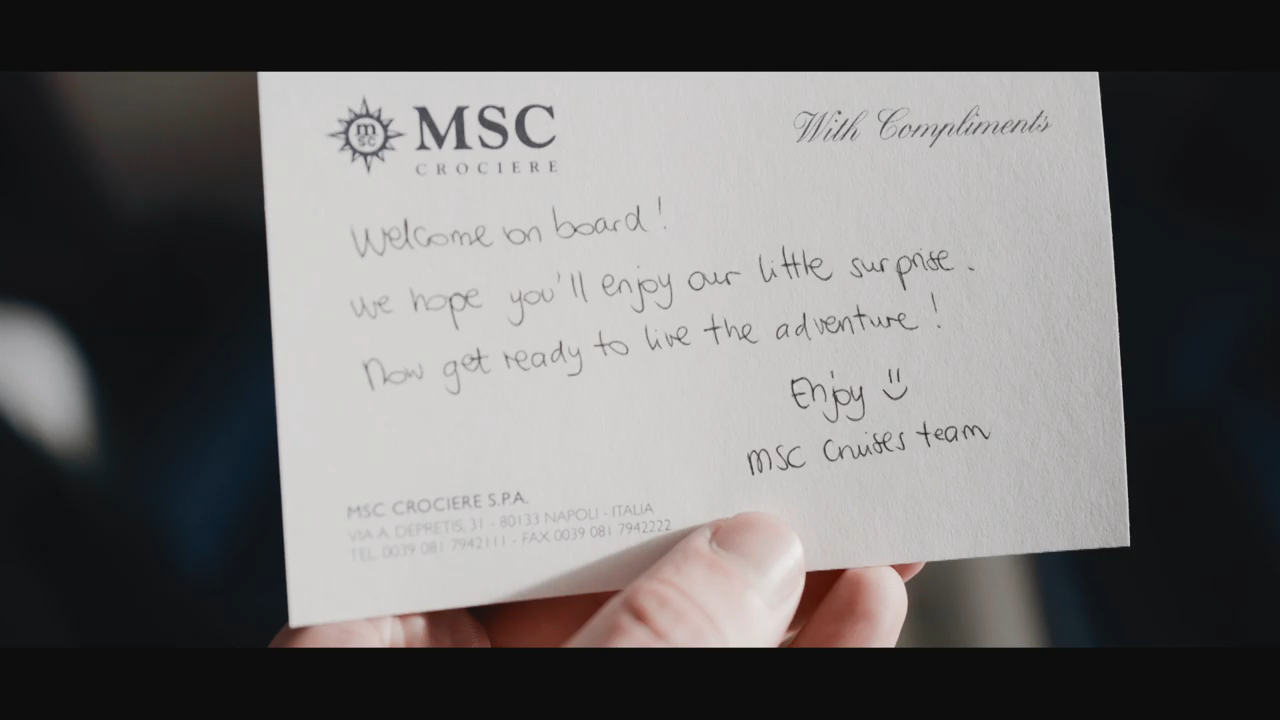 m
sc
MSC
CROCIERE
With Compliments
Welcome on board!
we hope you'll enjoy our little surprise.
Now get ready to live the adventure!
Enjoy
MSC Cruises team
MSC CROCIERE S.P.A.
VIA A. DEPRETIS, 31 - 80133 NAPOLI - ITALIA
TEL. 0039 081 7942111 - FAX 0039 081 7942222